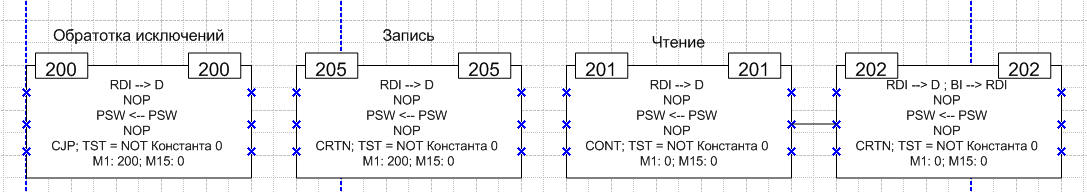 Обратотка исключений
200 200
RDI --> D
NOP
PSW <-- PSW
NOP
CJP; TST = NOT Константа 0
M1: 200; M15: 0
Запись
205 205
RDI --> D
NOP
PSW <-- PSW
NOP
CRTN; TST = NOT Константа 0
M1: 200; M15: 0
Чтение
201 201
RDI --> D
NOP
PSW <-- PSW
NOP
CONT; TST = NOT Константа 0
M1: 0; M15: 0
202 202
RDI --> D ; BI --> RDI
NOP
PSW <-- PSW
NOP
CRTN; TST = NOT Константа 0
M1: 0; M15: 0